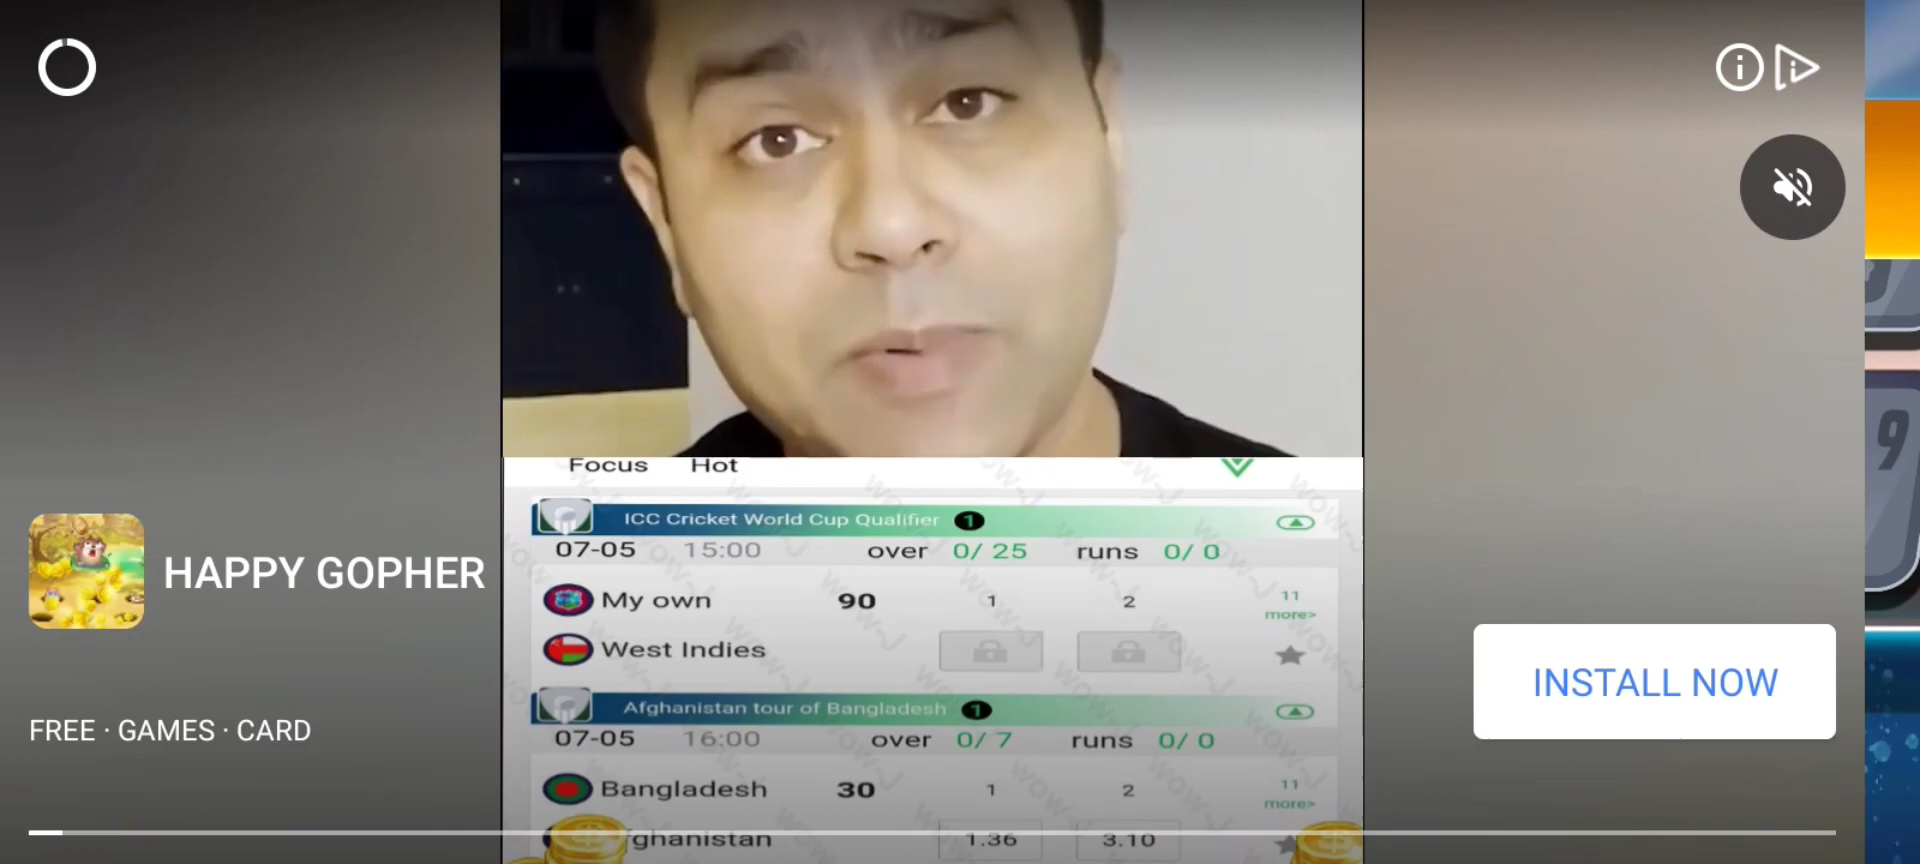 HAPPY GOPHER
FREE · GAMES · CARD
Focus Hot
ICC Cricket World Cup Qualifier 1
07-05 15:00 over 0/ 25 runs 0/ 0
My own 90 1 2 11 more>
West Indies
Afghanistan tour of Bangladesh 1
07-05 16:00 over 0/ 7 runs 0/ 0
Bangladesh 30 1 2 11 more>
fghanistan 1.36 3.10
INSTALL NOW
9